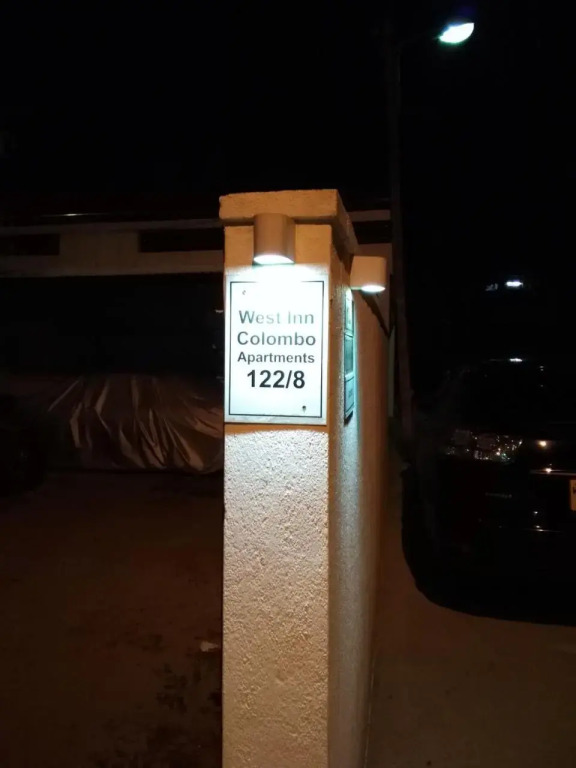 West Inn
Colombo
Apartments
122/8